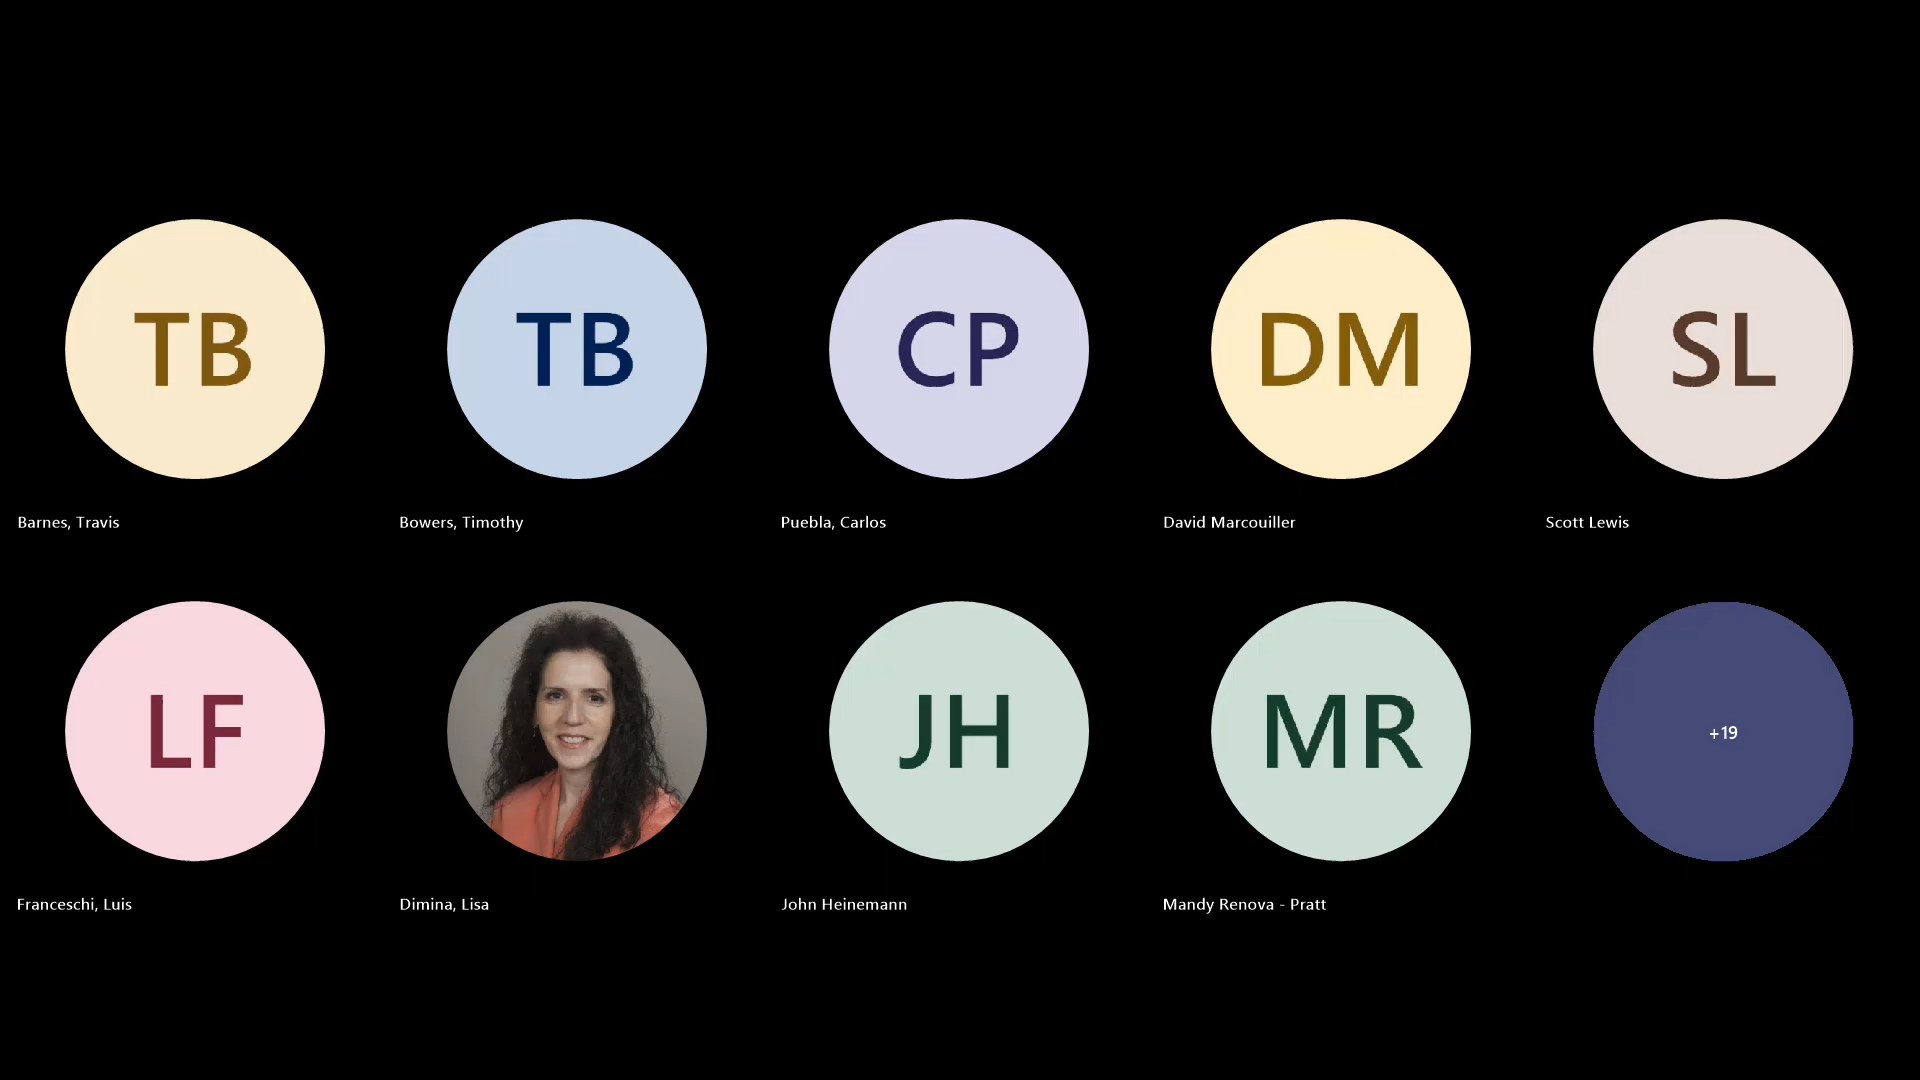 TB
TB
CP
DM
SL
Barnes, Travis
Bowers, Timothy
Puebla, Carlos
David Marcouiller
Scott Lewis
LF
JH
MR
+19
Franceschi, Luis
Dimina, Lisa
John Heinemann
Mandy Renova - Pratt